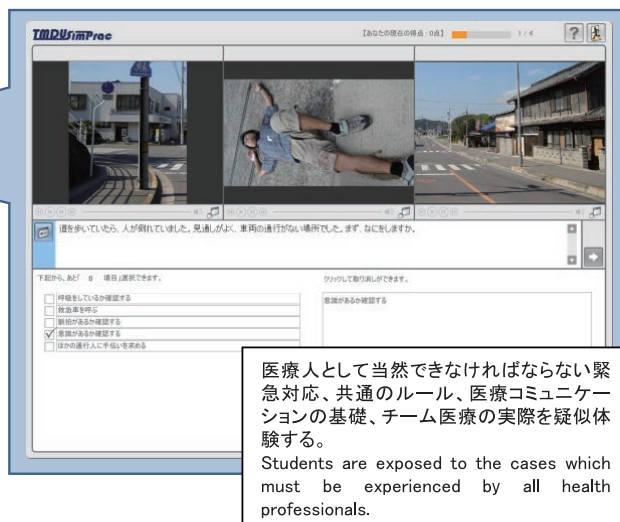 TMDUsimPrac
【あなたの現在の得点：0点】 1/4 ?
道を歩いていたら、人が倒れていました。見通しがよく、車両の通行がない場所でした。まず、なにをしますか。
下記から、あと「 0 項目」選択できます。
クリックして取り消しができます。
呼吸をしているか確認する
救急車を呼ぶ
脈拍があるか確認する
意識があるか確認する
ほかの通行人に手伝いを求める
意識があるか確認する
医療人として当然できなければならない緊
急対応、共通のルール、医療コミュニケー
ションの基礎、チーム医療の実際を疑似体
験する。
Students are exposed to the cases which
must be experienced by all health
professionals.